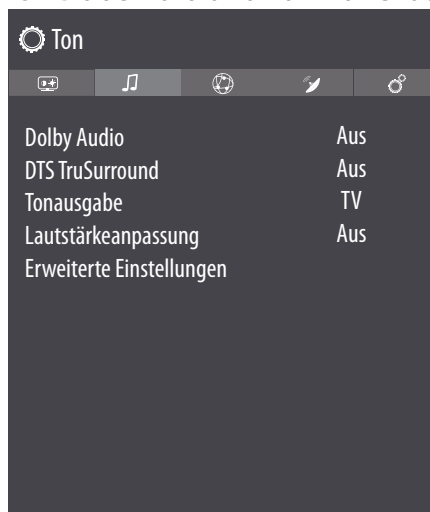 Ton
Dolby Audio Aus
DTS TruSurround Aus
Tonausgabe TV
Lautstärkeanpassung Aus
Erweiterte Einstellungen